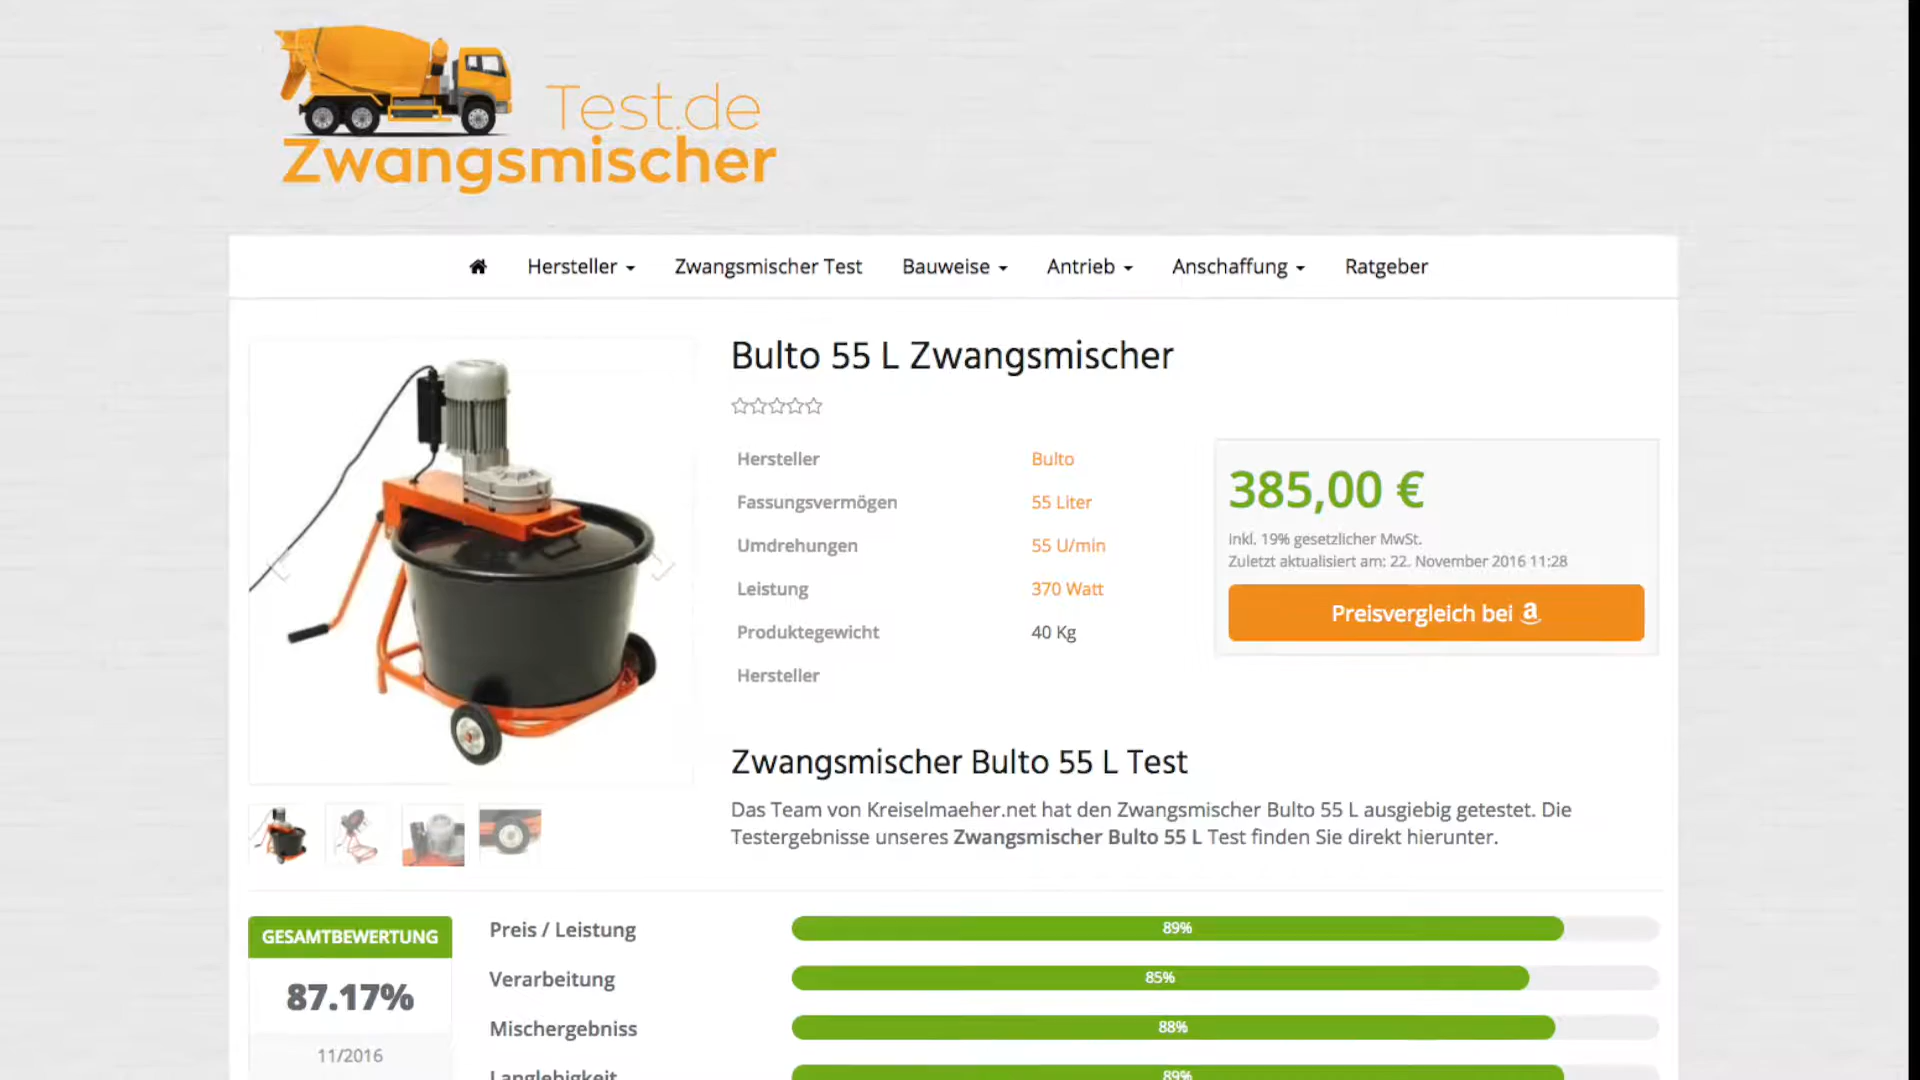 Test.de
Zwangsmischer
Hersteller
Zwangsmischer Test
Bauweise
Antrieb
Anschaffung
Ratgeber
Bulto 55 L Zwangsmischer
Hersteller Bulto
Fassungsvermögen 55 Liter
Umdrehungen 55 U/min
Leistung 370 Watt
Produktegewicht 40 Kg
Hersteller
385,00 €
inkl. 19% gesetzlicher MwSt.
Zuletzt aktualisiert am: 22. November 2016 11:28
Preisvergleich bei a
Zwangsmischer Bulto 55 L Test
Das Team von Kreiselmaeher.net hat den Zwangsmischer Bulto 55 L ausgiebig getestet. Die
Testergebnisse unseres Zwangsmischer Bulto 55 L Test finden Sie direkt hierunter.
GESAMTBEWERTUNG
87.17%
11/2016
Preis / Leistung 89%
Verarbeitung 85%
Mischergebniss 88%
Langlebigkeit 89%